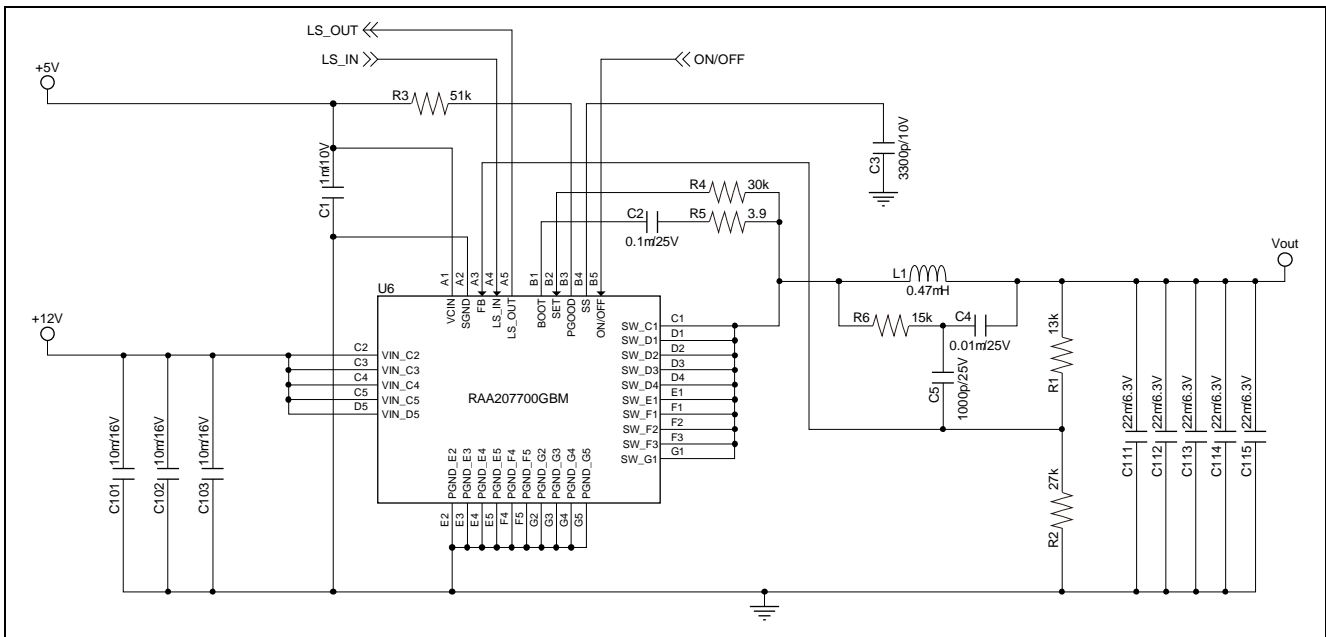 LS_OUT
LS_IN
ON/OFF
+5V
R3 51k
C1 1m/10V
C3 3300p/10V
R4 30k
C2 0.1m/25V
R5 3.9
Vout
L1 0.47mH
R6 15k
C4 0.01m/25V
C5 1000p/25V
R1 13k
R2 27k
U6
A1 A2 A3 A4 A5 B1 B2 B3 B4 B5
VCIN SGND FB LS_IN LS_OUT BOOT SET PGOOD SS ON/OFF
+12V
C2 VIN_C2
C3 VIN_C3
C4 VIN_C4
C5 VIN_C5
D5 VIN_D5
RAA207700GBM
SW_C1 C1
SW_D1 D1
SW_D2 D2
SW_D3 D3
SW_D4 D4
SW_E1 E1
SW_F1 F1
SW_F2 F2
SW_F3 F3
SW_G1 G1
PGND_E2 PGND_E3 PGND_E4 PGND_E5 PGND_F4 PGND_F5 PGND_G2 PGND_G3 PGND_G4 PGND_G5
E2 E3 E4 E5 F4 F5 G2 G3 G4 G5
C101 10m/16V
C102 10m/16V
C103 10m/16V
C111 22m/6.3V
C112 22m/6.3V
C113 22m/6.3V
C114 22m/6.3V
C115 22m/6.3V